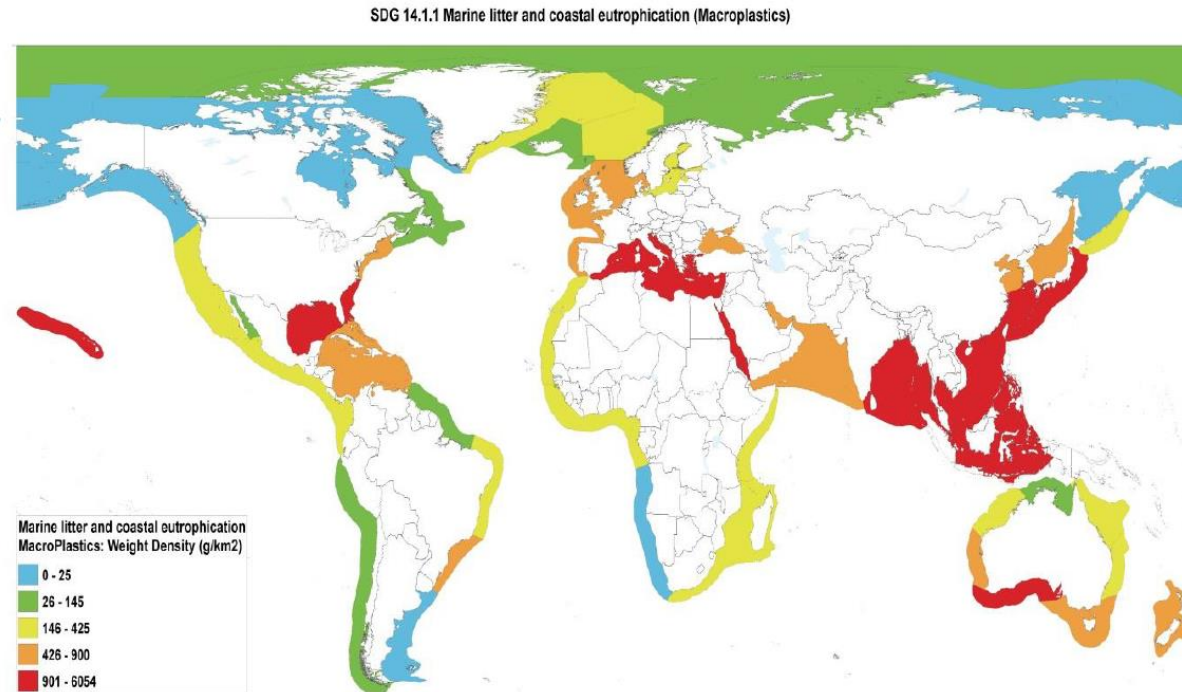 SDG 14.1.1 Marine litter and coastal eutrophication (Macroplastics)
Marine litter and coastal eutrophication
MacroPlastics: Weight Density (g/km2)
0 - 25
26 - 145
146 - 425
426 - 900
901 - 6054